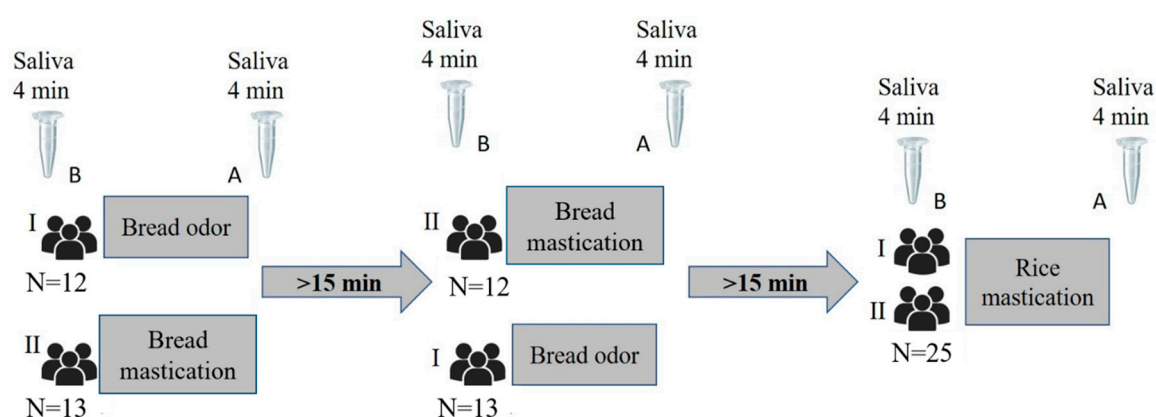 Saliva
4 min
Saliva
4 min
B
A
I
Bread odor
N=12
II
Bread
mastication
N=13
>15 min
Saliva
4 min
Saliva
4 min
B
A
II
Bread
mastication
N=12
I
Bread odor
N=13
>15 min
Saliva
4 min
Saliva
4 min
B
A
I
II
Rice
mastication
N=25